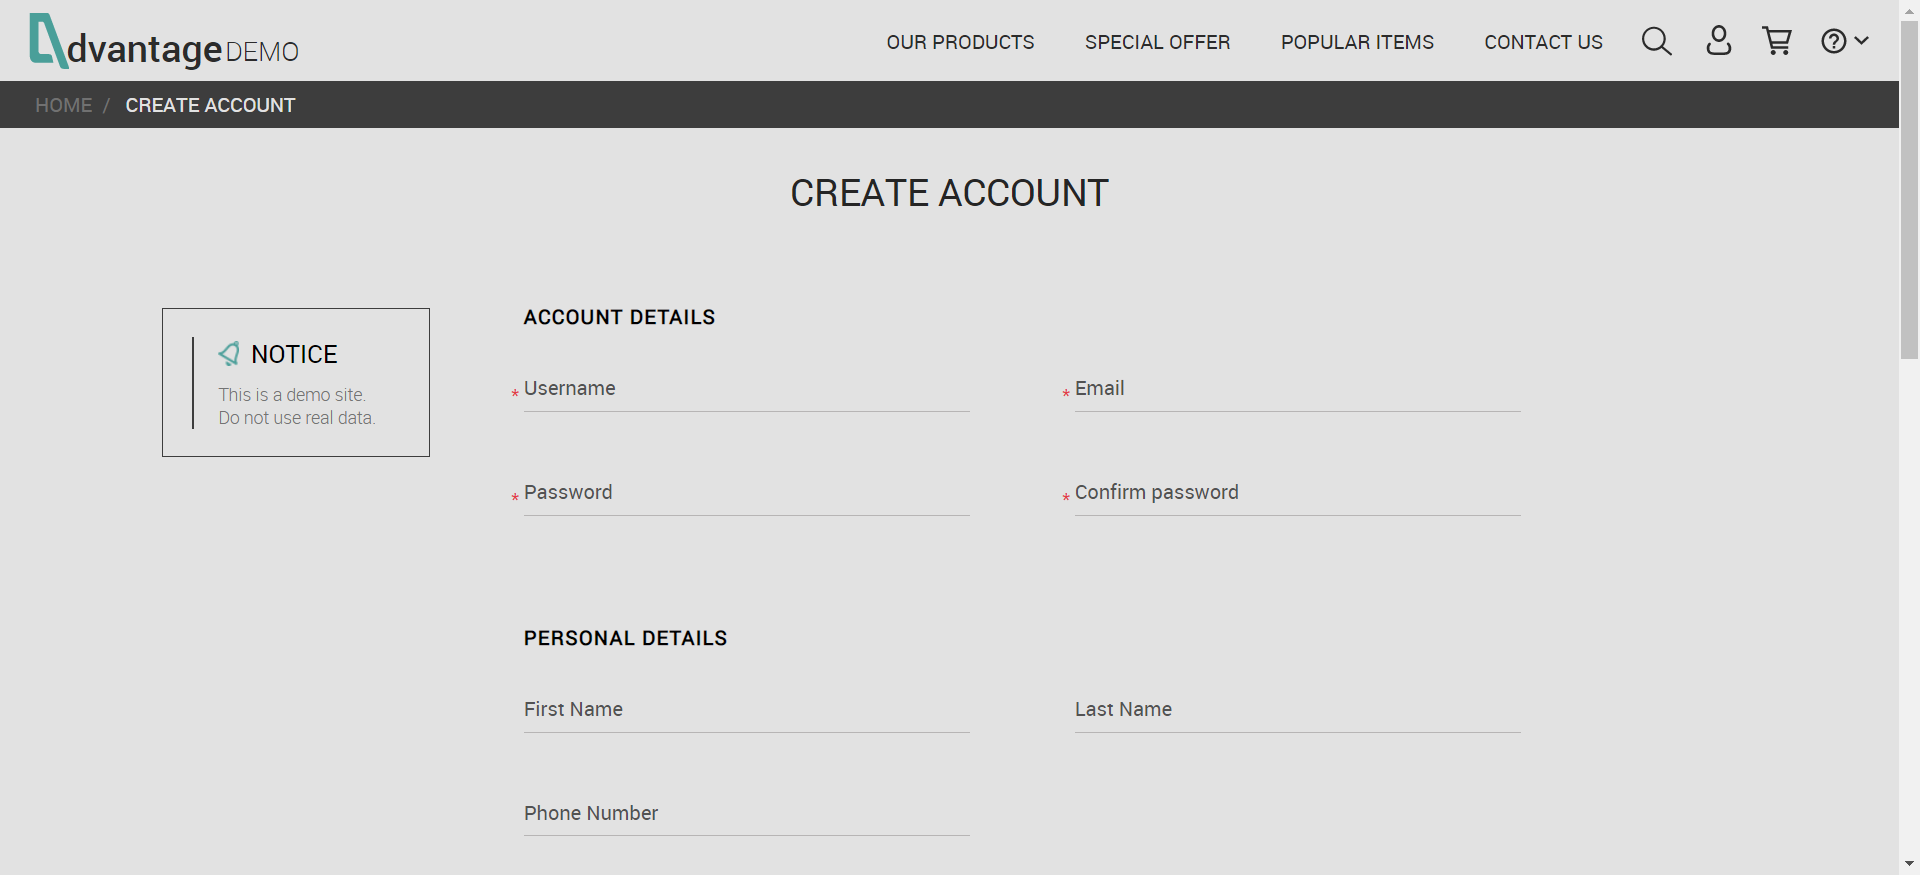 dvantage DEMO
OUR PRODUCTS
SPECIAL OFFER
POPULAR ITEMS
CONTACT US
HOME / CREATE ACCOUNT
CREATE ACCOUNT
NOTICE
This is a demo site.
Do not use real data.
ACCOUNT DETAILS
* Username
* Email
* Password
* Confirm password
PERSONAL DETAILS
First Name
Last Name
Phone Number